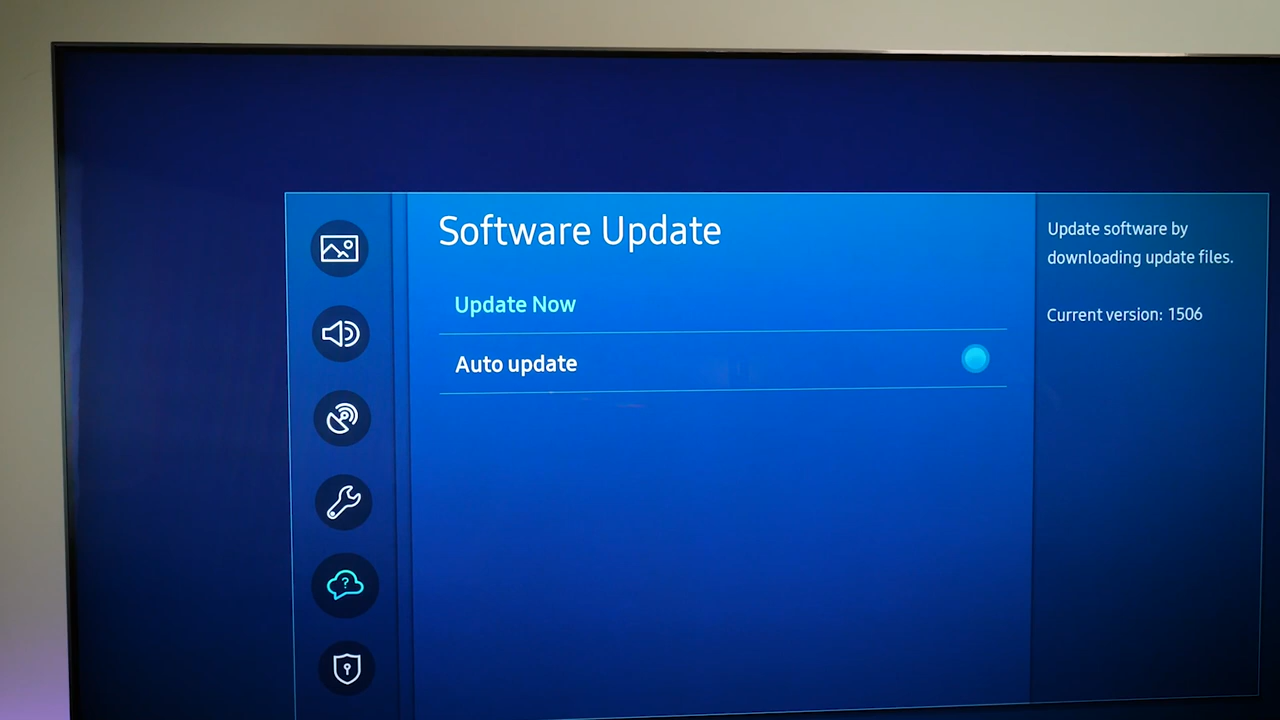 Software Update
Update Now
Auto update
Update software by
downloading update files.
Current version: 1506